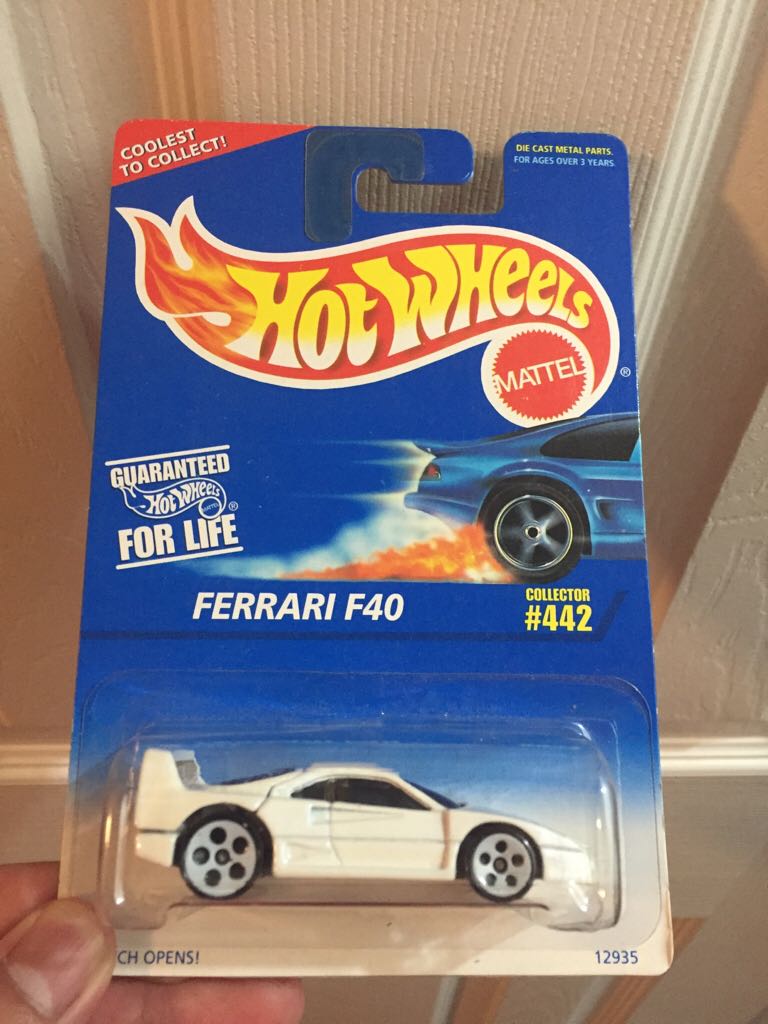 COOLEST
TO COLLECT!
DIE CAST METAL PARTS.
FOR AGES OVER 3 YEARS.
HOT WHEELS
MATTEL
®
GUARANTEED
HOT WHEELS
MATTEL
®
FOR LIFE
FERRARI F40
COLLECTOR
#442
CH OPENS!
12935